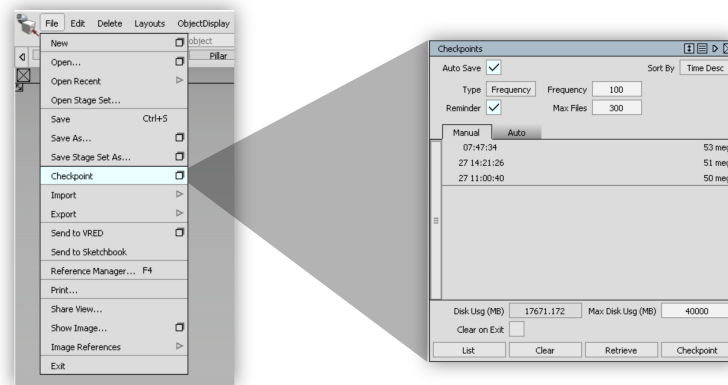 File Edit Delete Layouts ObjectDisplay
object
Pillar
New
Open...
Open Recent
Open Stage Set...
Save Ctrl+S
Save As...
Save Stage Set As...
Checkpoint
Import
Export
Send to VRED
Send to Sketchbook
Reference Manager... F4
Print...
Share View...
Show Image...
Image References
Exit
Checkpoints
Auto Save Sort By Time Desc
Type Frequency Frequency 100
Reminder Max Files 300
Manual Auto
07:47:34 53 meg
27 14:21:26 51 meg
27 11:00:40 50 meg
Disk Usg (MB) 17671.172 Max Disk Usg (MB) 40000
Clear on Exit
List Clear Retrieve Checkpoint